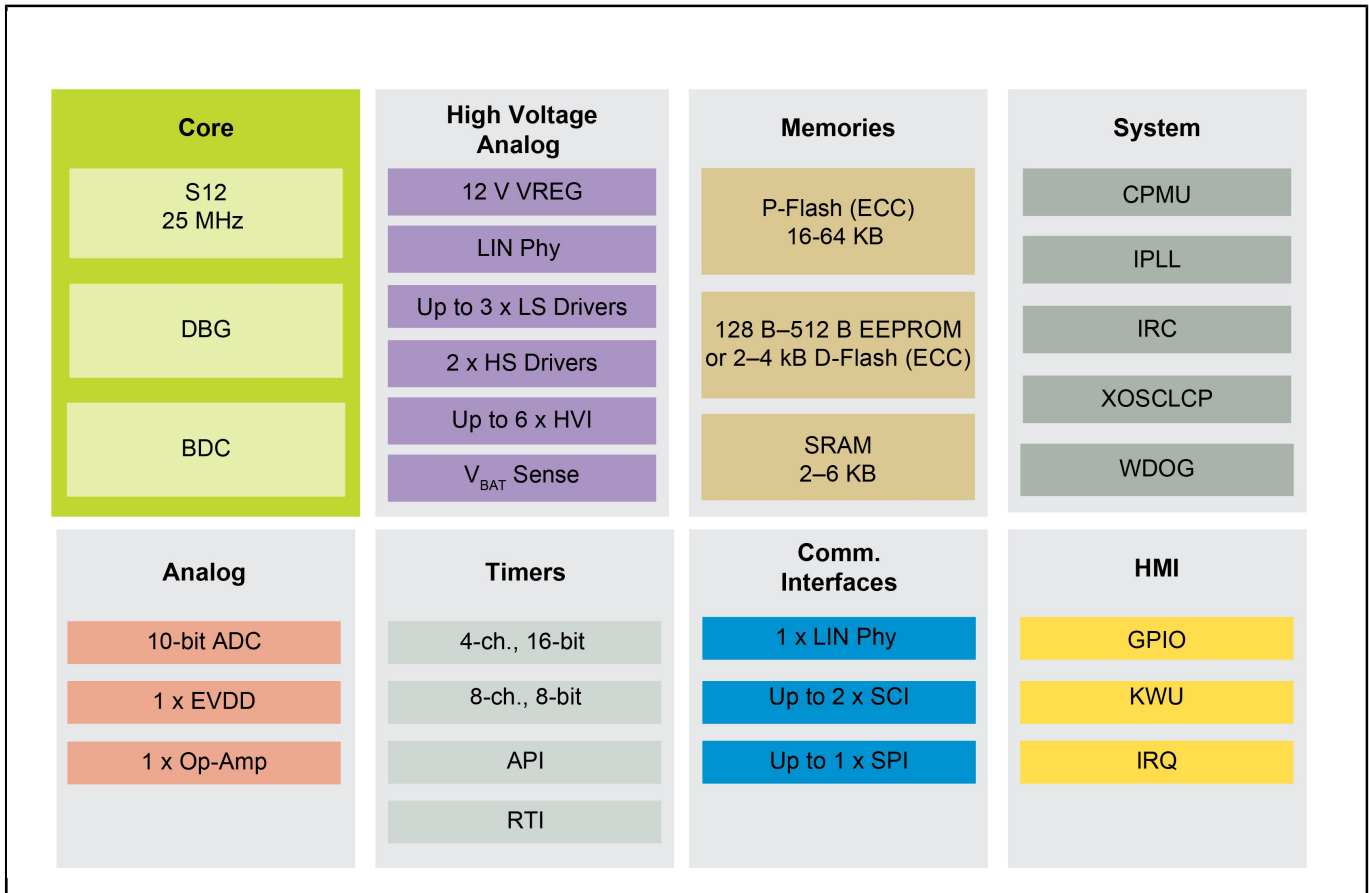 Core
S12
25 MHz
DBG
BDC
High Voltage
Analog
12 V VREG
LIN Phy
Up to 3 x LS Drivers
2 x HS Drivers
Up to 6 x HVI
VBAT Sense
Memories
P-Flash (ECC)
16-64 KB
128 B–512 B EEPROM
or 2–4 kB D-Flash (ECC)
SRAM
2–6 KB
System
CPMU
IPLL
IRC
XOSCLCP
WDOG
Analog
10-bit ADC
1 x EVDD
1 x Op-Amp
Timers
4-ch., 16-bit
8-ch., 8-bit
API
RTI
Comm.
Interfaces
1 x LIN Phy
Up to 2 x SCI
Up to 1 x SPI
HMI
GPIO
KWU
IRQ